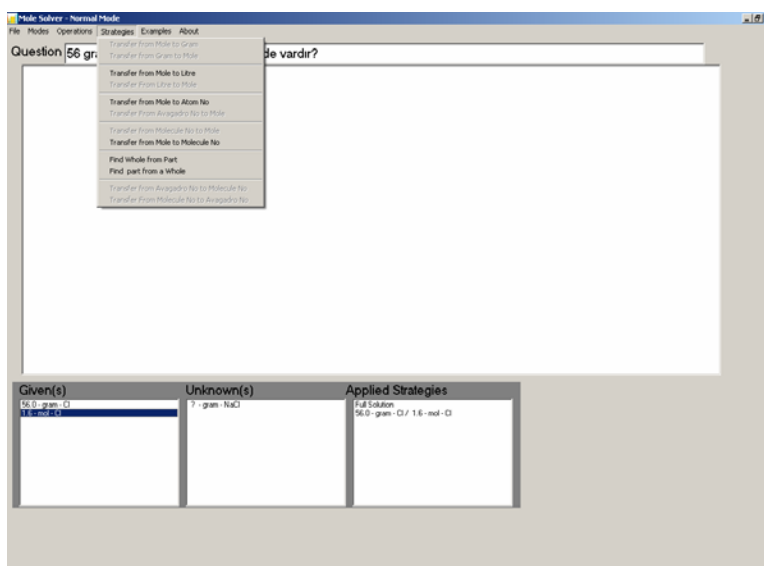 Mole Solver - Normal Mode
File Modes Operations Strategies Examples About
Transfer from Mole to Gram
Question 56 gr de vardır?
Transfer from Gram to Mole
Transfer from Mole to Litre
Transfer From Litre to Mole
Transfer from Mole to Atom No
Transfer From Avagadro No to Mole
Transfer from Molecule No to Mole
Transfer from Mole to Molecule No
Find Whole from Part
Find part from a Whole
Transfer from Avagadro No to Molecule No
Transfer From Molecule No to Avagadro No
Given(s) Unknown(s) Applied Strategies
56.0 - gram - Cl ? - gram - NaCl Full Solution
1.6 - mol - Cl 56.0 - gram - Cl / 1.6 - mol - Cl